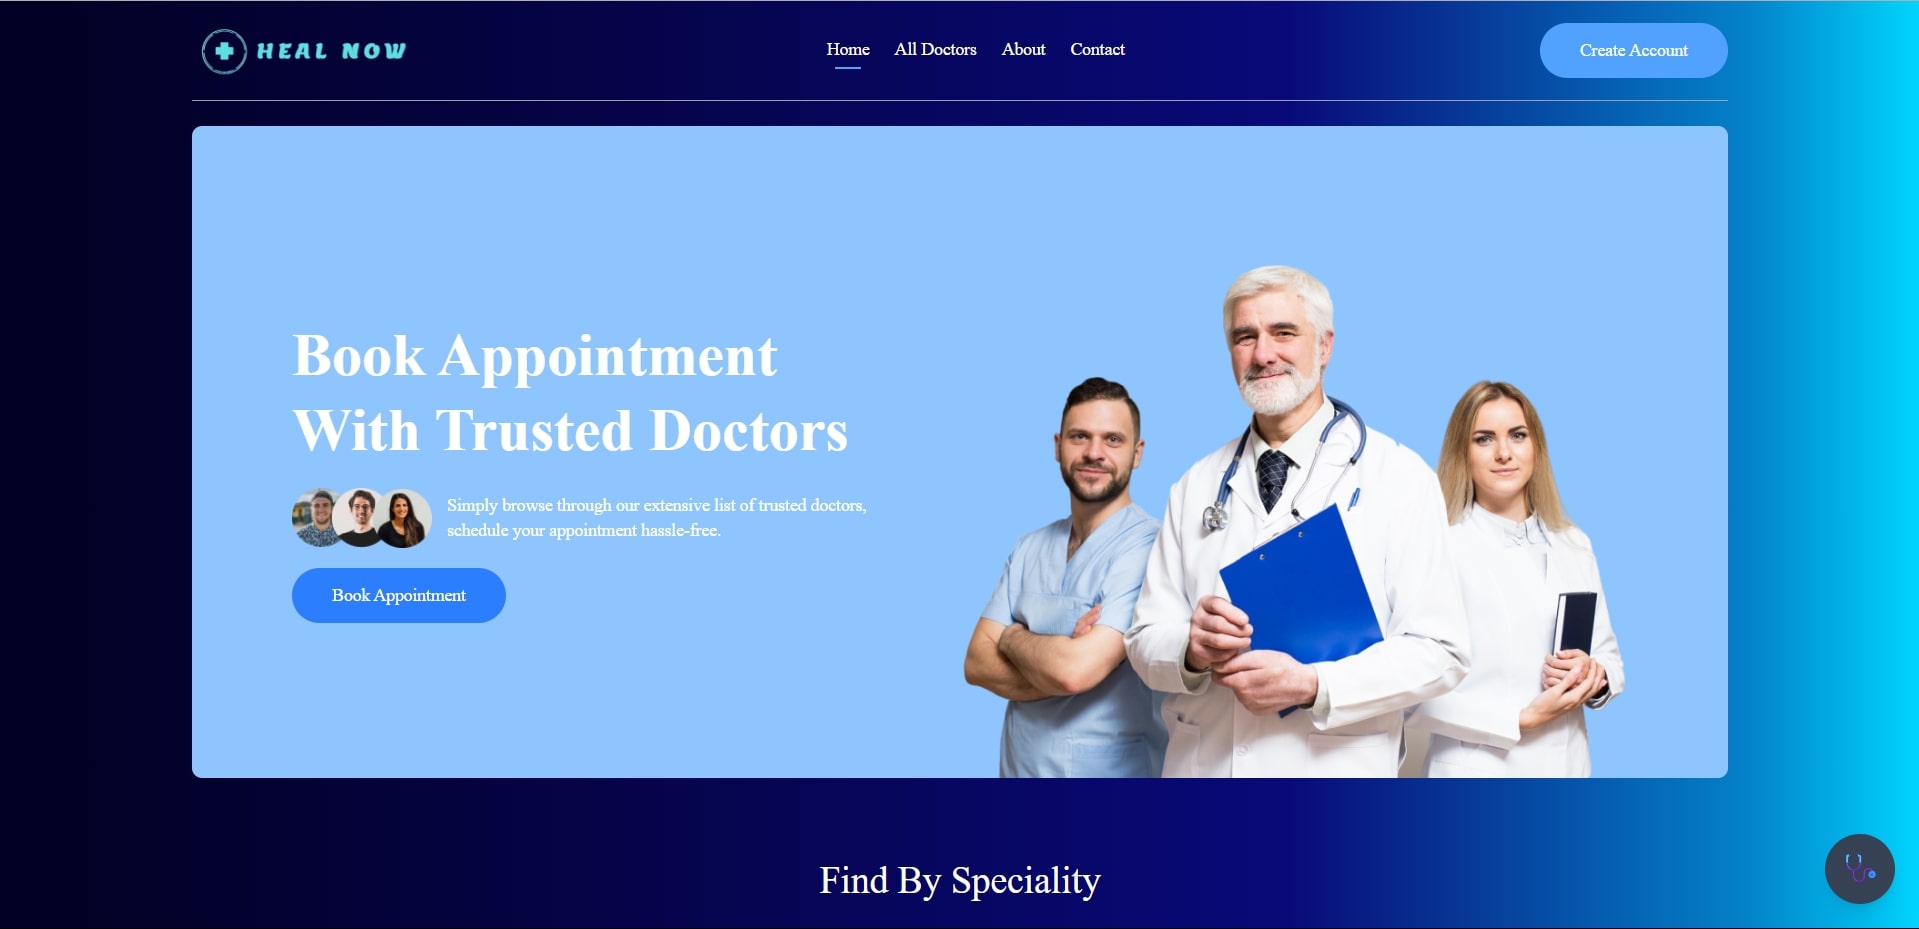 HEAL NOW
Home
All Doctors
About
Contact
Create Account
Book Appointment
With Trusted Doctors
Simply browse through our extensive list of trusted doctors,
schedule your appointment hassle-free.
Book Appointment
Find By Speciality